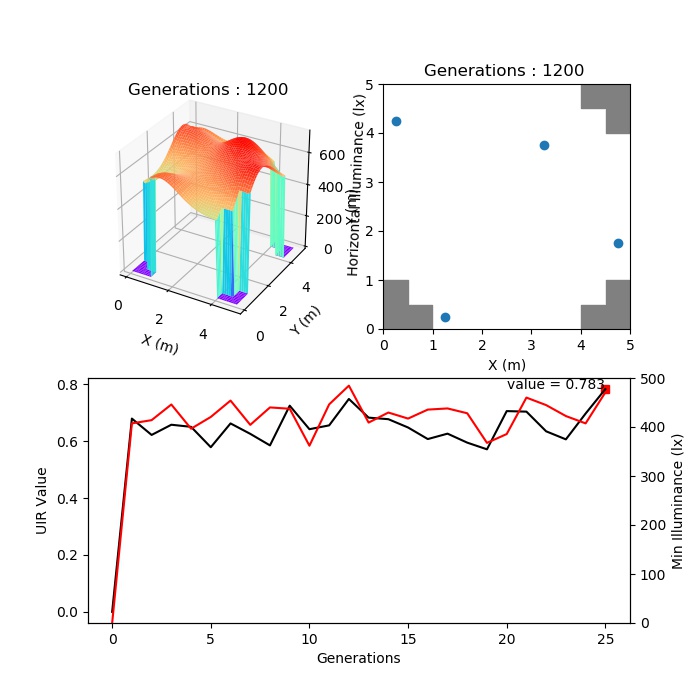 Generations : 1200
600
400
200
0
Horizontal Illuminance (lx)
0
2
4
X (m)
0
2
4
Y (m)
Generations : 1200
5
4
3
2
1
0
Y (m)
0 1 2 3 4 5
X (m)
value = 0.783
0.8
0.6
0.4
0.2
0.0
UIR Value
500
400
300
200
100
0
Min Illuminance (lx)
0 5 10 15 20 25
Generations